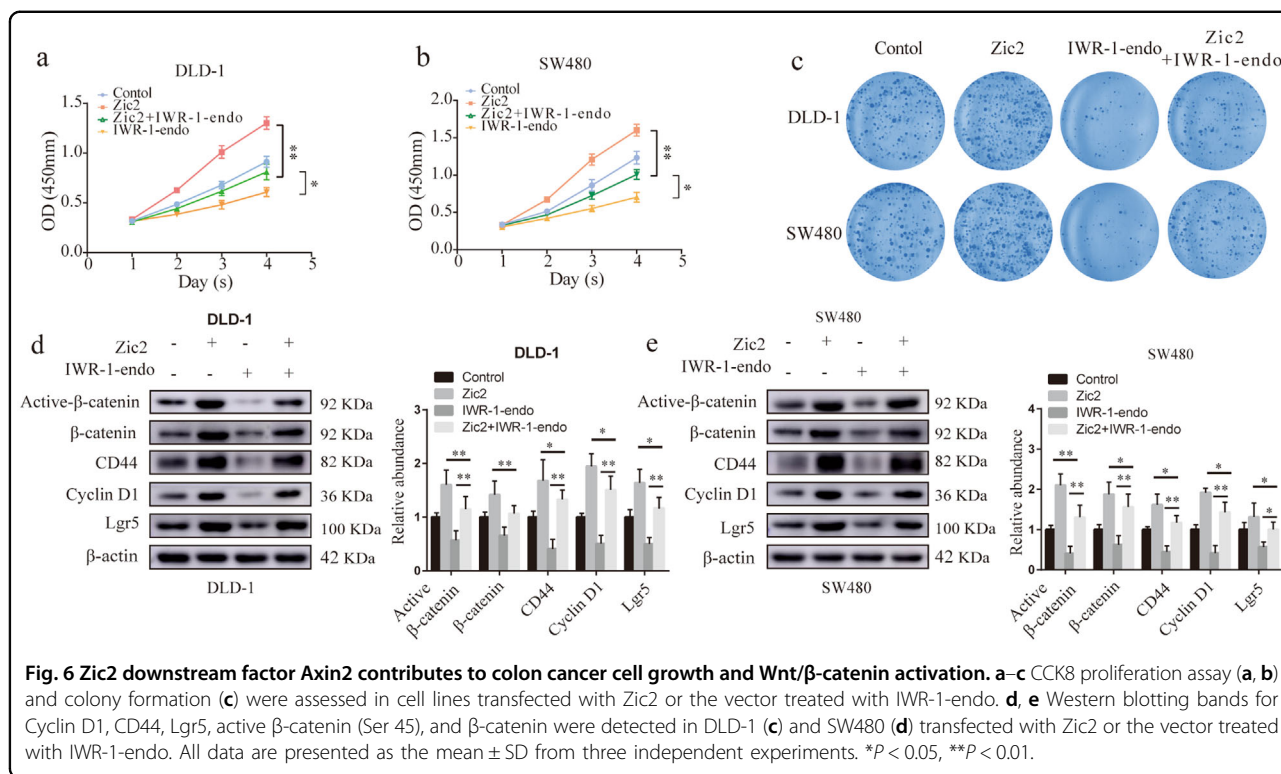 a
DLD-1
OD (450mm)
1.5
1.0
0.5
0.0
0 1 2 3 4 5
Day (s)
Contol
Zic2
Zic2+IWR-1-endo
IWR-1-endo
**
*
b
SW480
OD (450mm)
2.0
1.5
1.0
0.5
0.0
0 1 2 3 4 5
Day (s)
Contol
Zic2
Zic2+IWR-1-endo
IWR-1-endo
**
*
c
Contol Zic2 IWR-1-endo Zic2
+IWR-1-endo
DLD-1
SW480
d
DLD-1
Zic2 - + - +
IWR-1-endo - - + +
Active-β-catenin 92 KDa
β-catenin 92 KDa
CD44 82 KDa
Cyclin D1 36 KDa
Lgr5 100 KDa
β-actin 42 KDa
DLD-1
DLD-1
Control
Zic2
IWR-1-endo
Zic2+IWR-1-endo
Relative abundance
3
2
1
0
** ** * * *
** ** ** **
Active
β-catenin
β-catenin
CD44
Cyclin D1
Lgr5
e
SW480
Zic2 - + - +
IWR-1-endo - - + +
Active-β-catenin 92 KDa
β-catenin 92 KDa
CD44 82 KDa
Cyclin D1 36 KDa
Lgr5 100 KDa
β-actin 42 KDa
SW480
SW480
Control
Zic2
IWR-1-endo
Zic2+IWR-1-endo
Relative abundance
4
3
2
1
0
** * * * *
** ** ** ** *
Active
β-catenin
β-catenin
CD44
Cyclin D1
Lgr5
Fig. 6 Zic2 downstream factor Axin2 contributes to colon cancer cell growth and Wnt/β-catenin activation. a–c CCK8 proliferation assay (a, b)
and colony formation (c) were assessed in cell lines transfected with Zic2 or the vector treated with IWR-1-endo. d, e Western blotting bands for
Cyclin D1, CD44, Lgr5, active β-catenin (Ser 45), and β-catenin were detected in DLD-1 (c) and SW480 (d) transfected with Zic2 or the vector treated
with IWR-1-endo. All data are presented as the mean ± SD from three independent experiments. *P < 0.05, **P < 0.01.